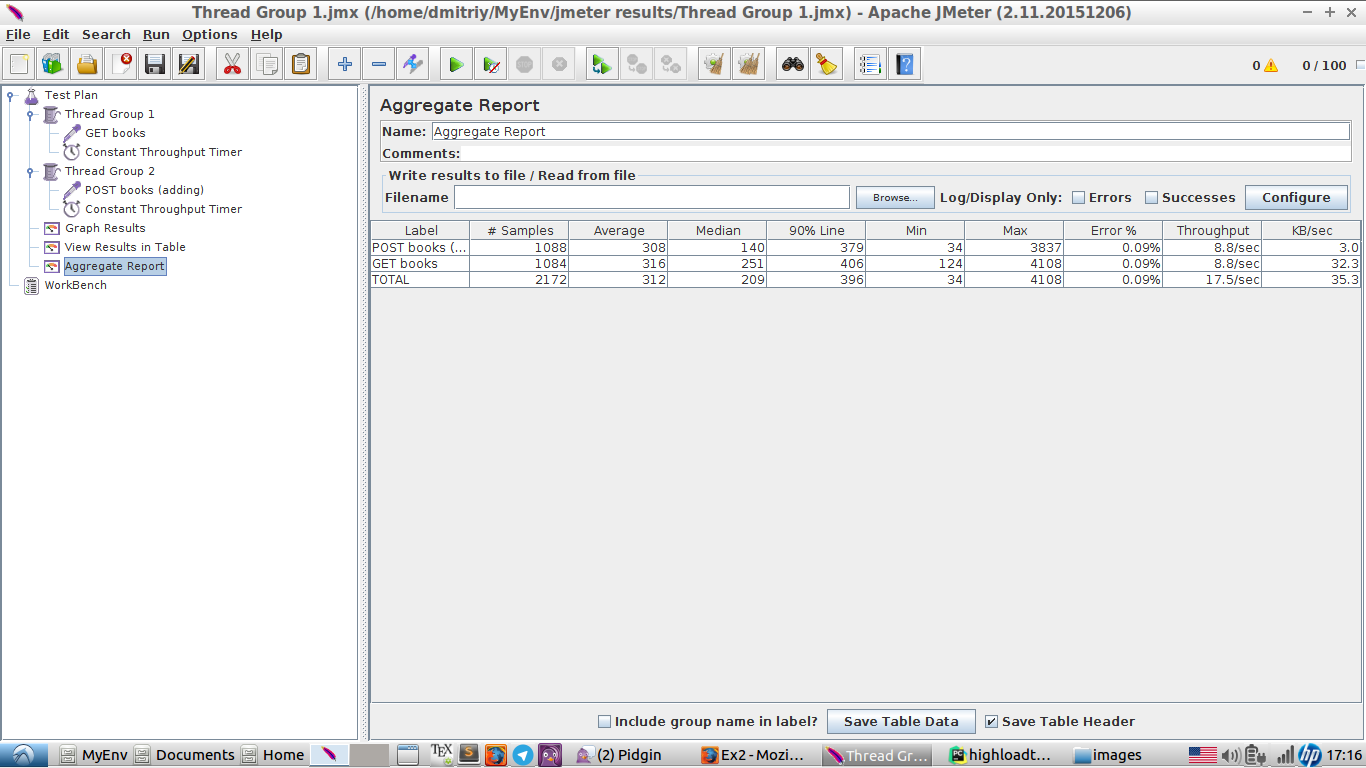 Thread Group 1.jmx (/home/dmitriy/MyEnv/jmeter results/Thread Group 1.jmx) - Apache JMeter (2.11.20151206)
File Edit Search Run Options Help
0 0 / 100
Test Plan
Thread Group 1
GET books
Constant Throughput Timer
Thread Group 2
POST books (adding)
Constant Throughput Timer
Graph Results
View Results in Table
Aggregate Report
WorkBench
Aggregate Report
Name: Aggregate Report
Comments:
Write results to file / Read from file
Filename Browse... Log/Display Only: Errors Successes Configure
Label # Samples Average Median 90% Line Min Max Error % Throughput KB/sec
POST books (... 1088 308 140 379 34 3837 0.09% 8.8/sec 3.0
GET books 1084 316 251 406 124 4108 0.09% 8.8/sec 32.3
TOTAL 2172 312 209 396 34 4108 0.09% 17.5/sec 35.3
Include group name in label? Save Table Data Save Table Header
MyEnv Documents Home TEX S (2) Pidgin Ex2 - Mozi... Thread Gr... PC highloadt... images hp 17:16